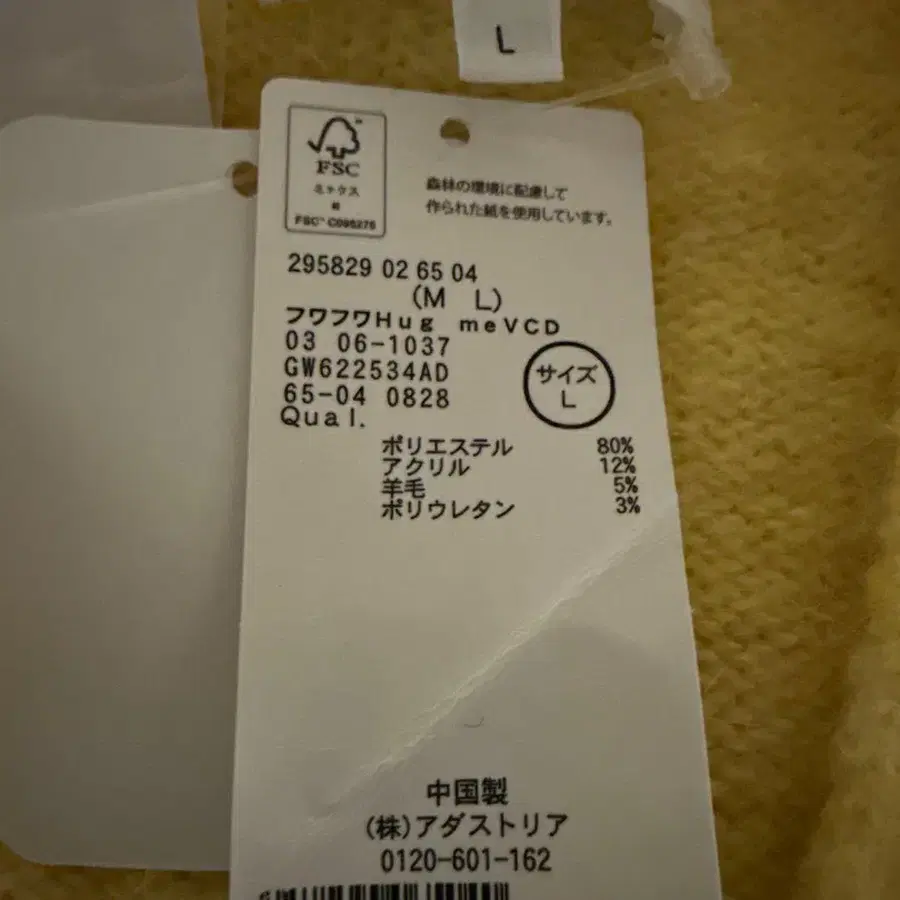 L
FSC
ミックス
紙
FSC™ C095275
森林の環境に配慮して
作られた紙を使用しています。
295829 02 65 04
(M L)
フワフワHug meVCD
03 06-1037
GW622534AD
65-04 0828
サイズ
L
Qual.
ポリエステル 80%
アクリル 12%
羊毛 5%
ポリウレタン 3%
中国製
(株)アダストリア
0120-601-162